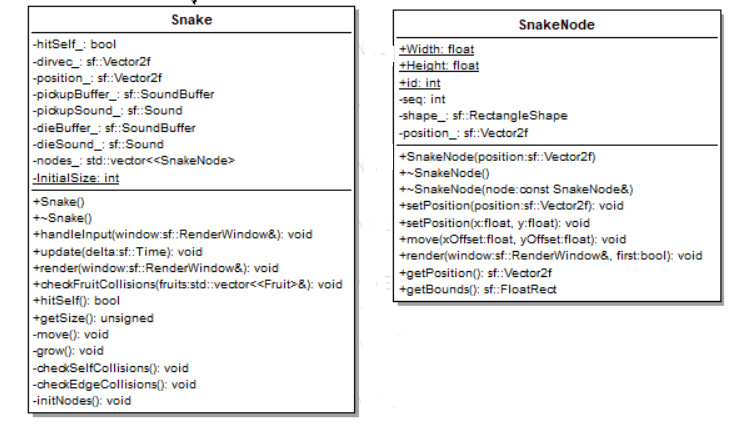 Snake
-hitSelf_: bool
-dirvec_: sf::Vector2f
-position_: sf::Vector2f
-pickupBuffer_: sf::SoundBuffer
-pickupSound_: sf::Sound
-dieBuffer_: sf::SoundBuffer
-dieSound_: sf::Sound
-nodes_: std::vector<<SnakeNode>
-InitialSize: int
+Snake()
+~Snake()
+handleInput(window:sf::RenderWindow&): void
+update(delta:sf::Time): void
+render(window:sf::RenderWindow&): void
+checkFruitCollisions(fruits:std::vector<<Fruit>&): void
+hitSelf(): bool
+getSize(): unsigned
-move(): void
-grow(): void
-checkSelfCollisions(): void
-checkEdgeCollisions(): void
-initNodes(): void
SnakeNode
+Width: float
+Height: float
+id: int
-seq: int
-shape_: sf::RectangleShape
-position_: sf::Vector2f
+SnakeNode(position:sf::Vector2f)
+~SnakeNode()
+~SnakeNode(node:const SnakeNode&)
+setPosition(position:sf::Vector2f): void
+setPosition(x:float, y:float): void
+move(xOffset:float, yOffset:float): void
+render(window:sf::RenderWindow&, first:bool): void
+getPosition(): sf::Vector2f
+getBounds(): sf::FloatRect